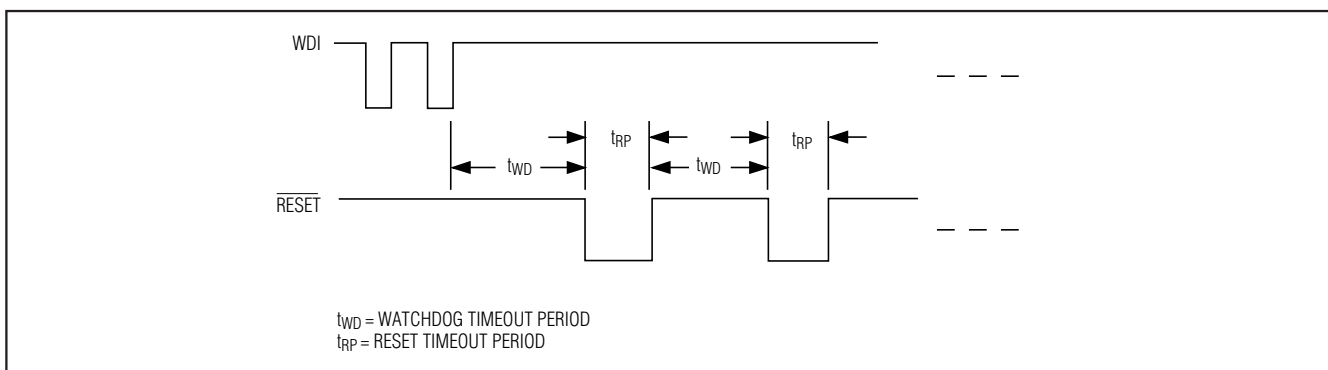 WDI
tRP
tRP
tWD
tWD
RESET
tWD = WATCHDOG TIMEOUT PERIOD
tRP = RESET TIMEOUT PERIOD